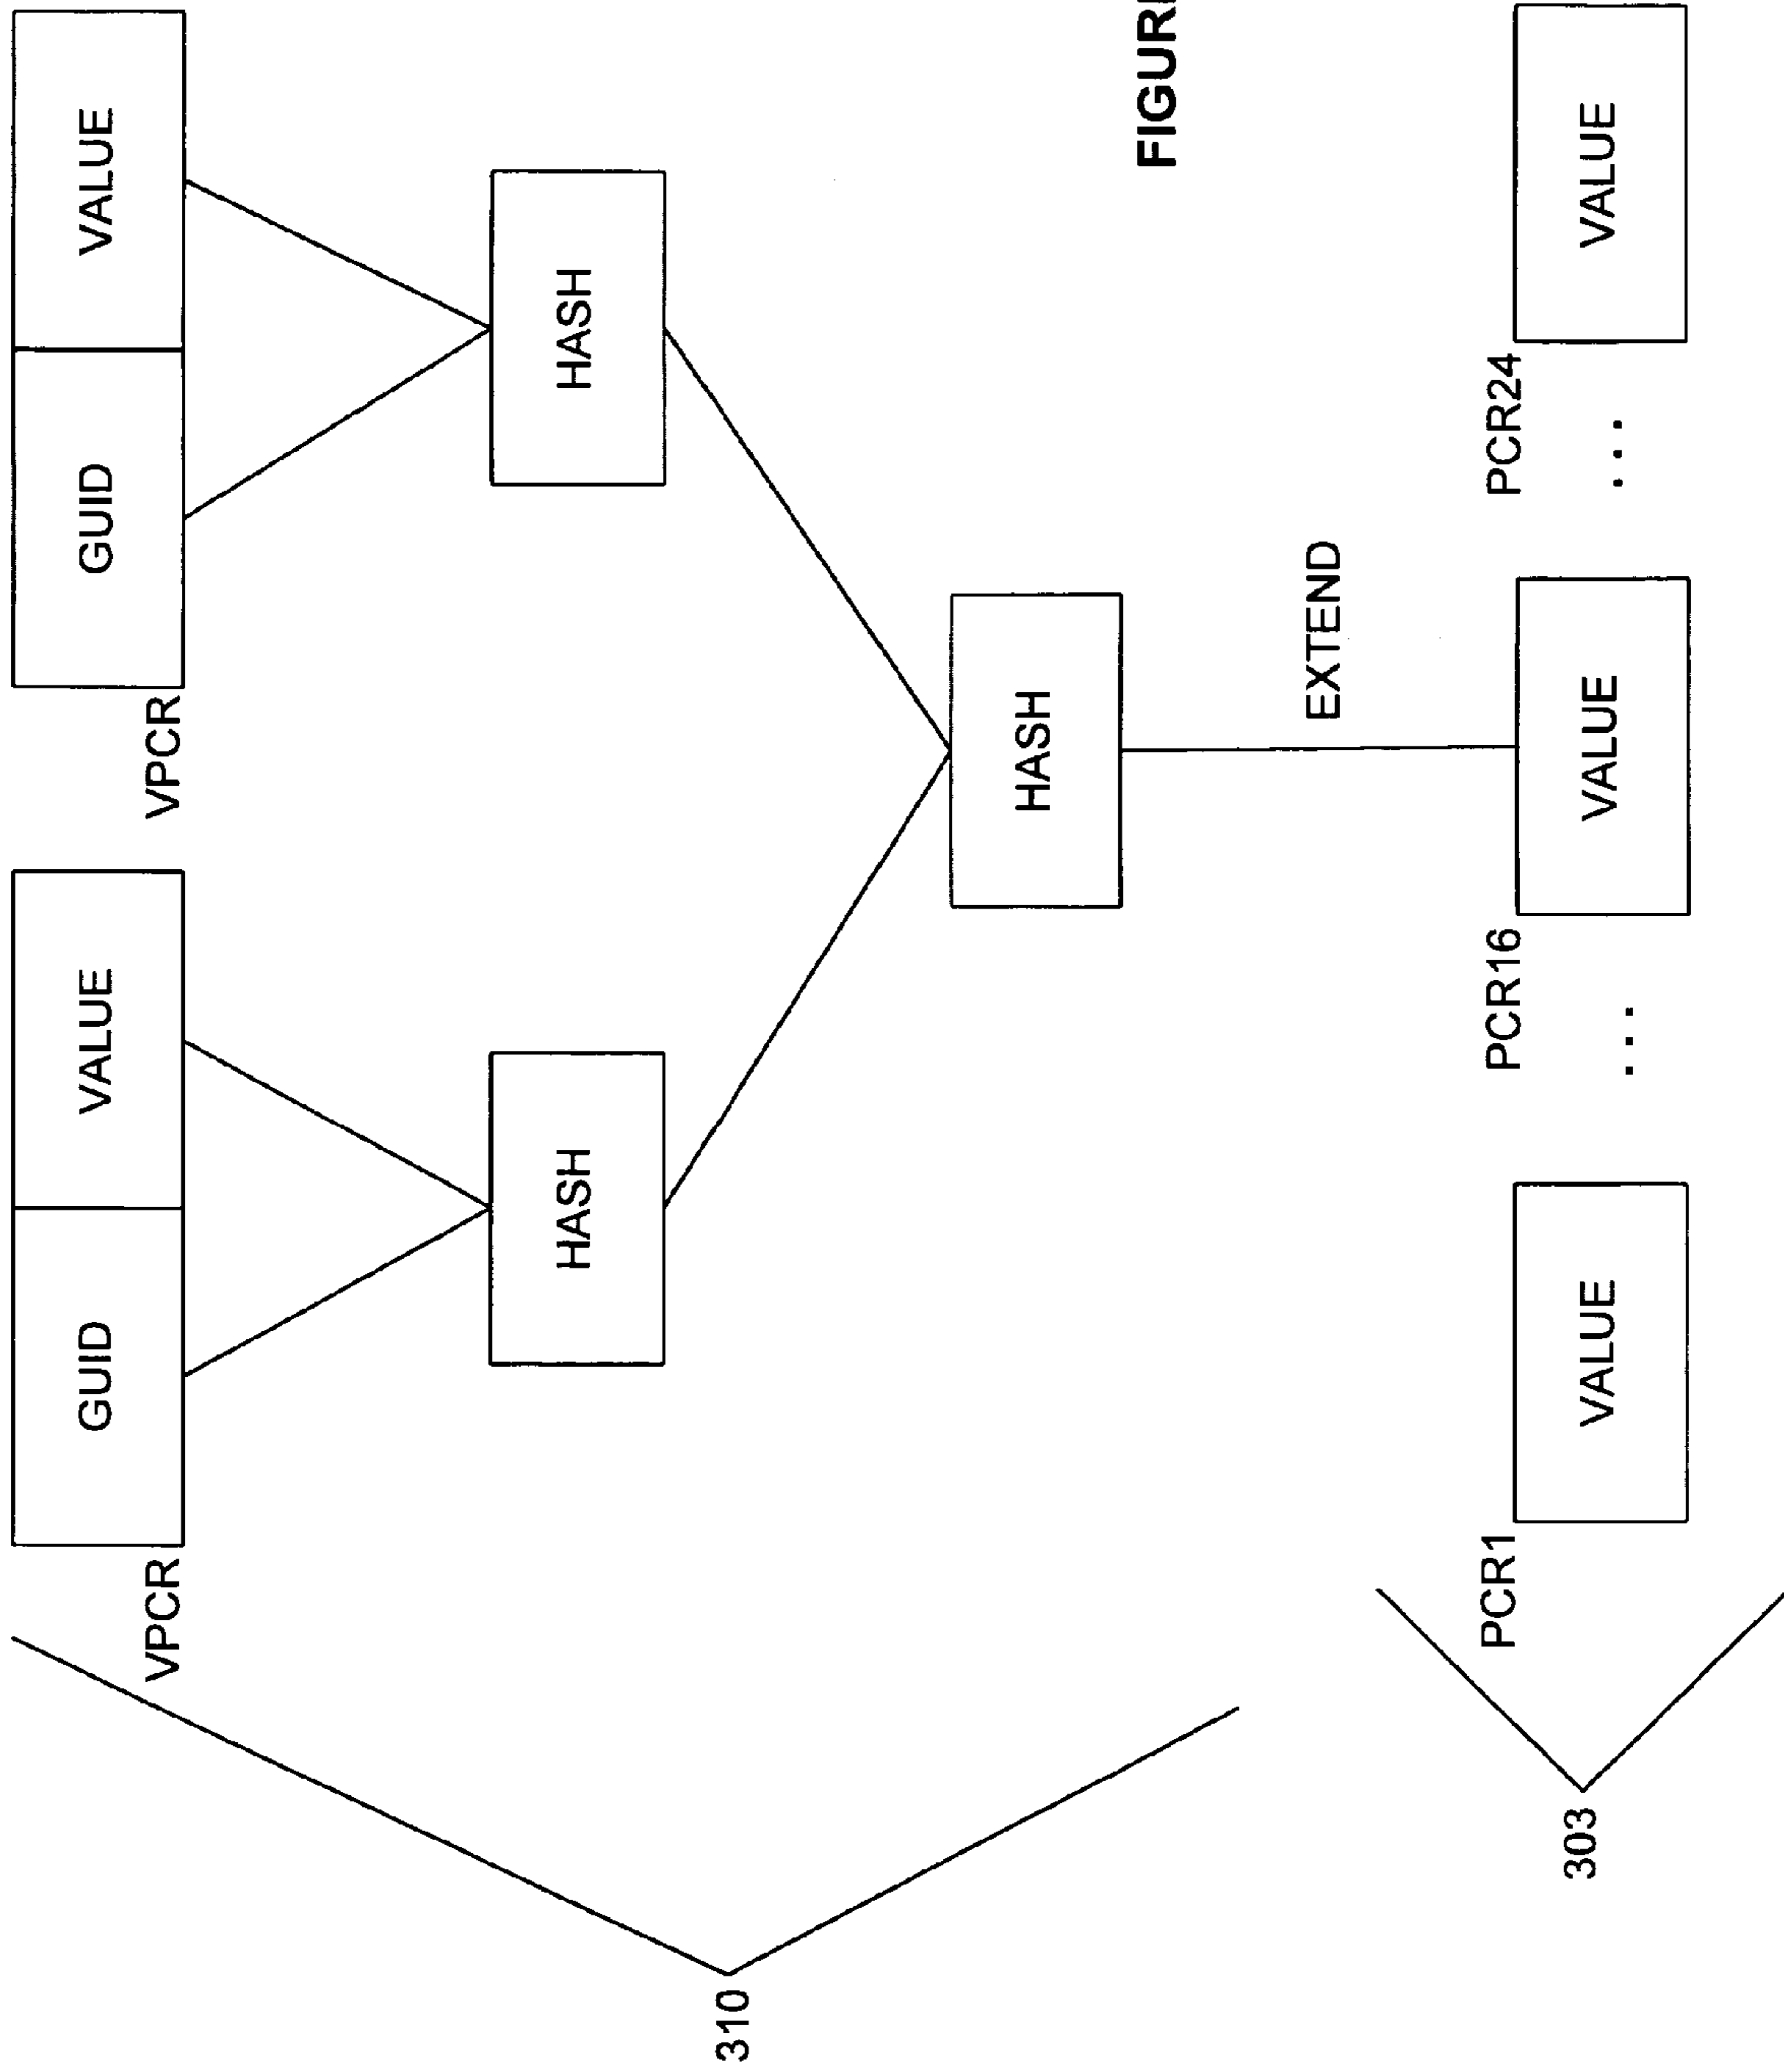 GUID VALUE GUID VALUE
VPCR VPCR
HASH HASH
310
HASH
FIGUR
EXTEND
PCR1 PCR16 PCR24
303 VALUE ... VALUE ... VALUE